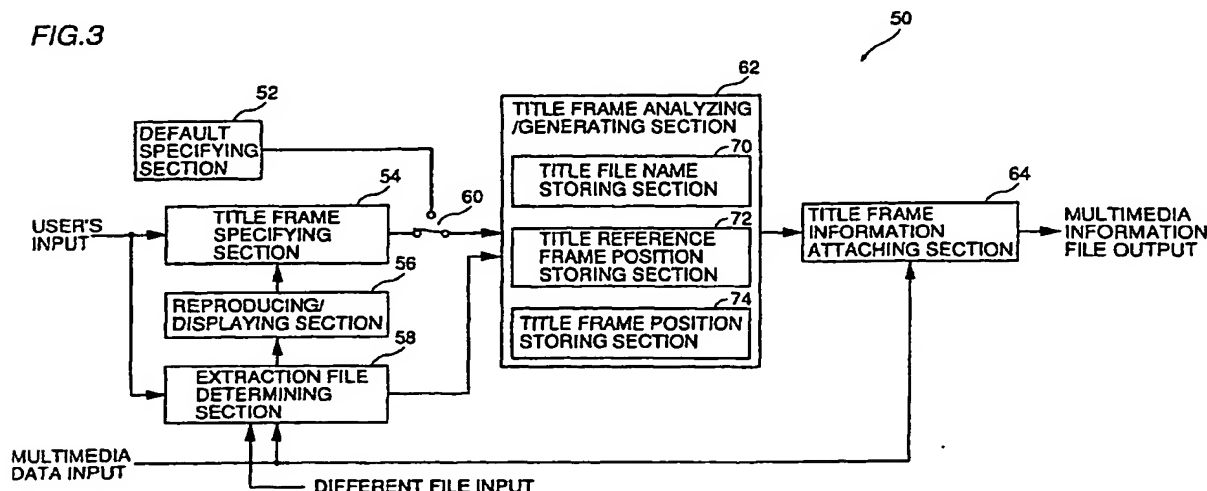 FIG.3
50
52
DEFAULT
SPECIFYING
SECTION
54
USER'S
INPUT
TITLE FRAME
SPECIFYING
SECTION
60
56
REPRODUCING/
DISPLAYING SECTION
58
EXTRACTION FILE
DETERMINING
SECTION
MULTIMEDIA
DATA INPUT
DIFFERENT FILE INPUT
62
TITLE FRAME ANALYZING
/GENERATING SECTION
70
TITLE FILE NAME
STORING SECTION
72
TITLE REFERENCE
FRAME POSITION
STORING SECTION
74
TITLE FRAME POSITION
STORING SECTION
64
TITLE FRAME
INFORMATION
ATTACHING SECTION
MULTIMEDIA
INFORMATION
FILE OUTPUT